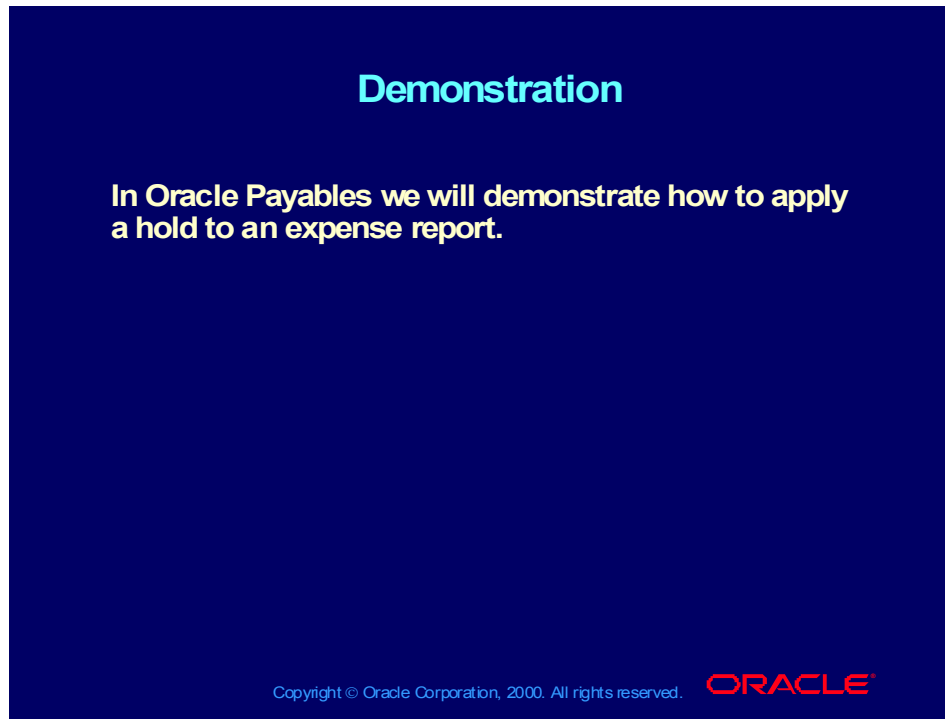 Demonstration
In Oracle Payables we will demonstrate how to apply
a hold to an expense report.
Copyright © Oracle Corporation, 2000. All rights reserved.
ORACLE®